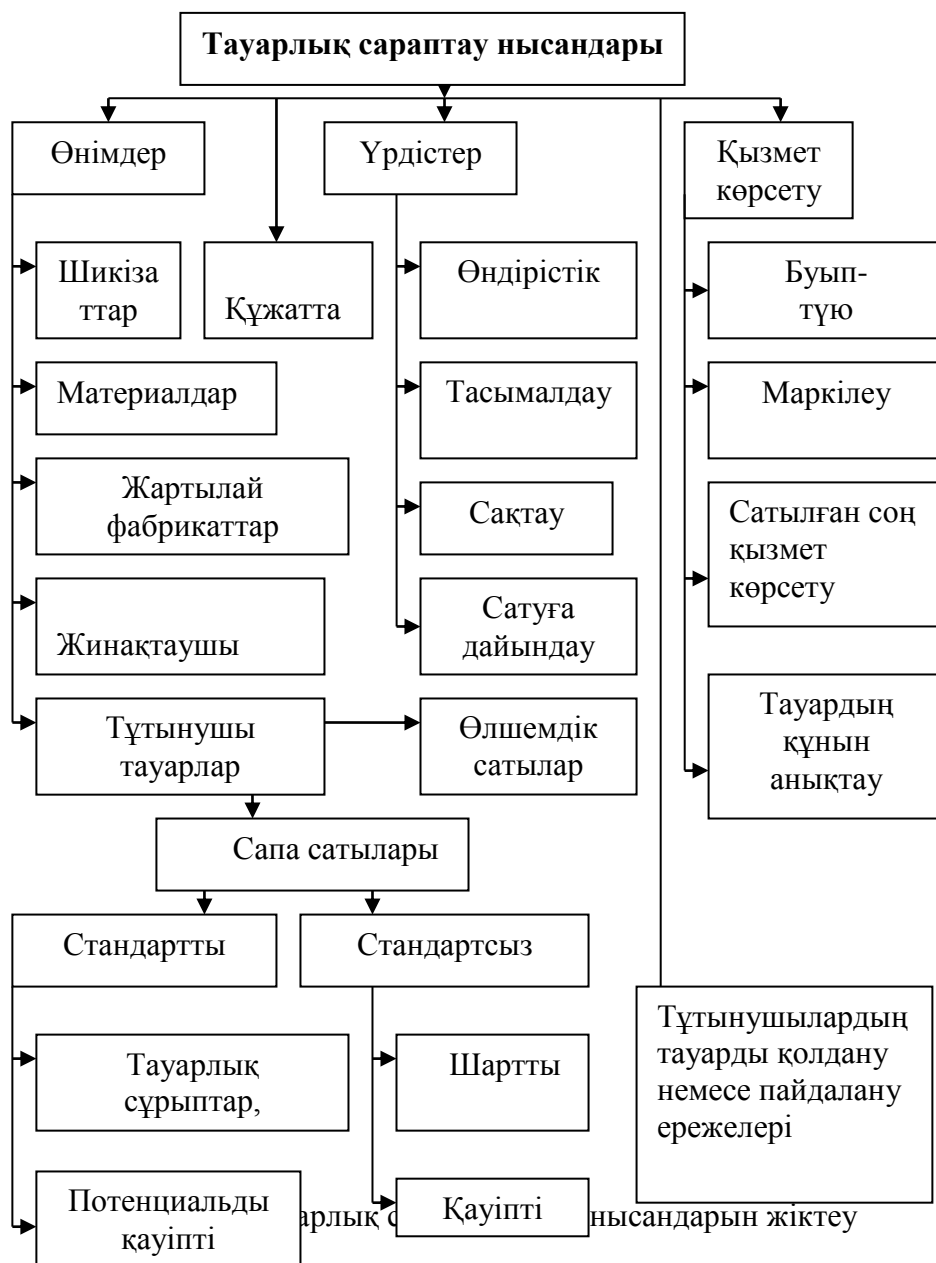 Тауарлық сараптау нысандары
Өнімдер
Үрдістер
Қызмет
көрсету
Шикіза
ттар
Құжатта
Өндірістік
Буып-
түю
Материалдар
Тасымалдау
Маркілеу
Жартылай
фабрикаттар
Сақтау
Сатылған соң
қызмет
көрсету
Жинақтаушы
Сатуға
дайындау
Тұтынушы
тауарлар
Өлшемдік
сатылар
Тауардың
құнын
анықтау
Сапа сатылары
Стандартты
Стандартсыз
Тұтынушылардың
тауарды қолдану
немесе пайдалану
ережелері
Тауарлық
сұрыптар,
Шартты
Потенциальды
қауіпті
Қауіпті
нысандарын жіктеу